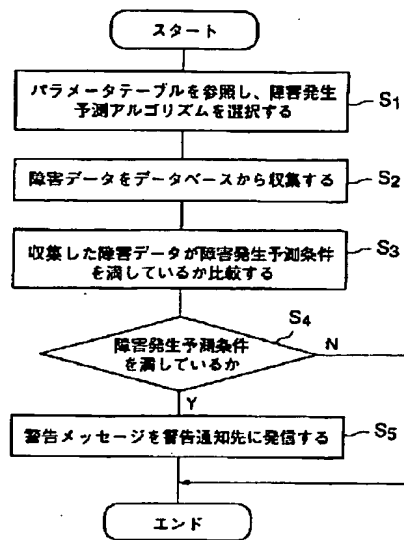 スタート
パラメータテーブルを参照し、障害発生
予測アルゴリズムを選択する
S1
障害データをデータベースから収集する
S2
収集した障害データが障害発生予測条件
を満しているか比較する
S3
S4
障害発生予測条件
を満しているか
N
Y
警告メッセージを警告通知先に発信する
S5
エンド